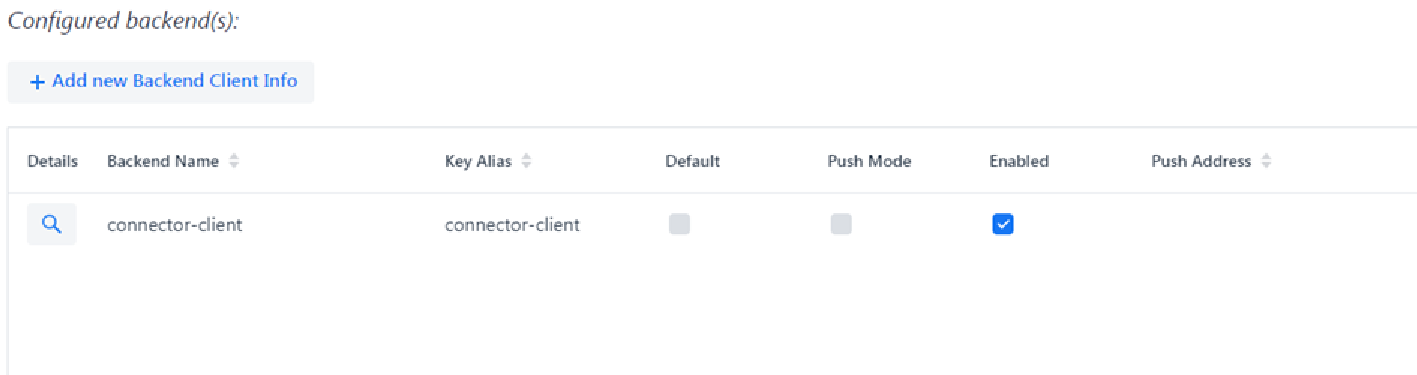 Configured backend(s):
+ Add new Backend Client Info
Details Backend Name Key Alias Default Push Mode Enabled Push Address
connector-client connector-client